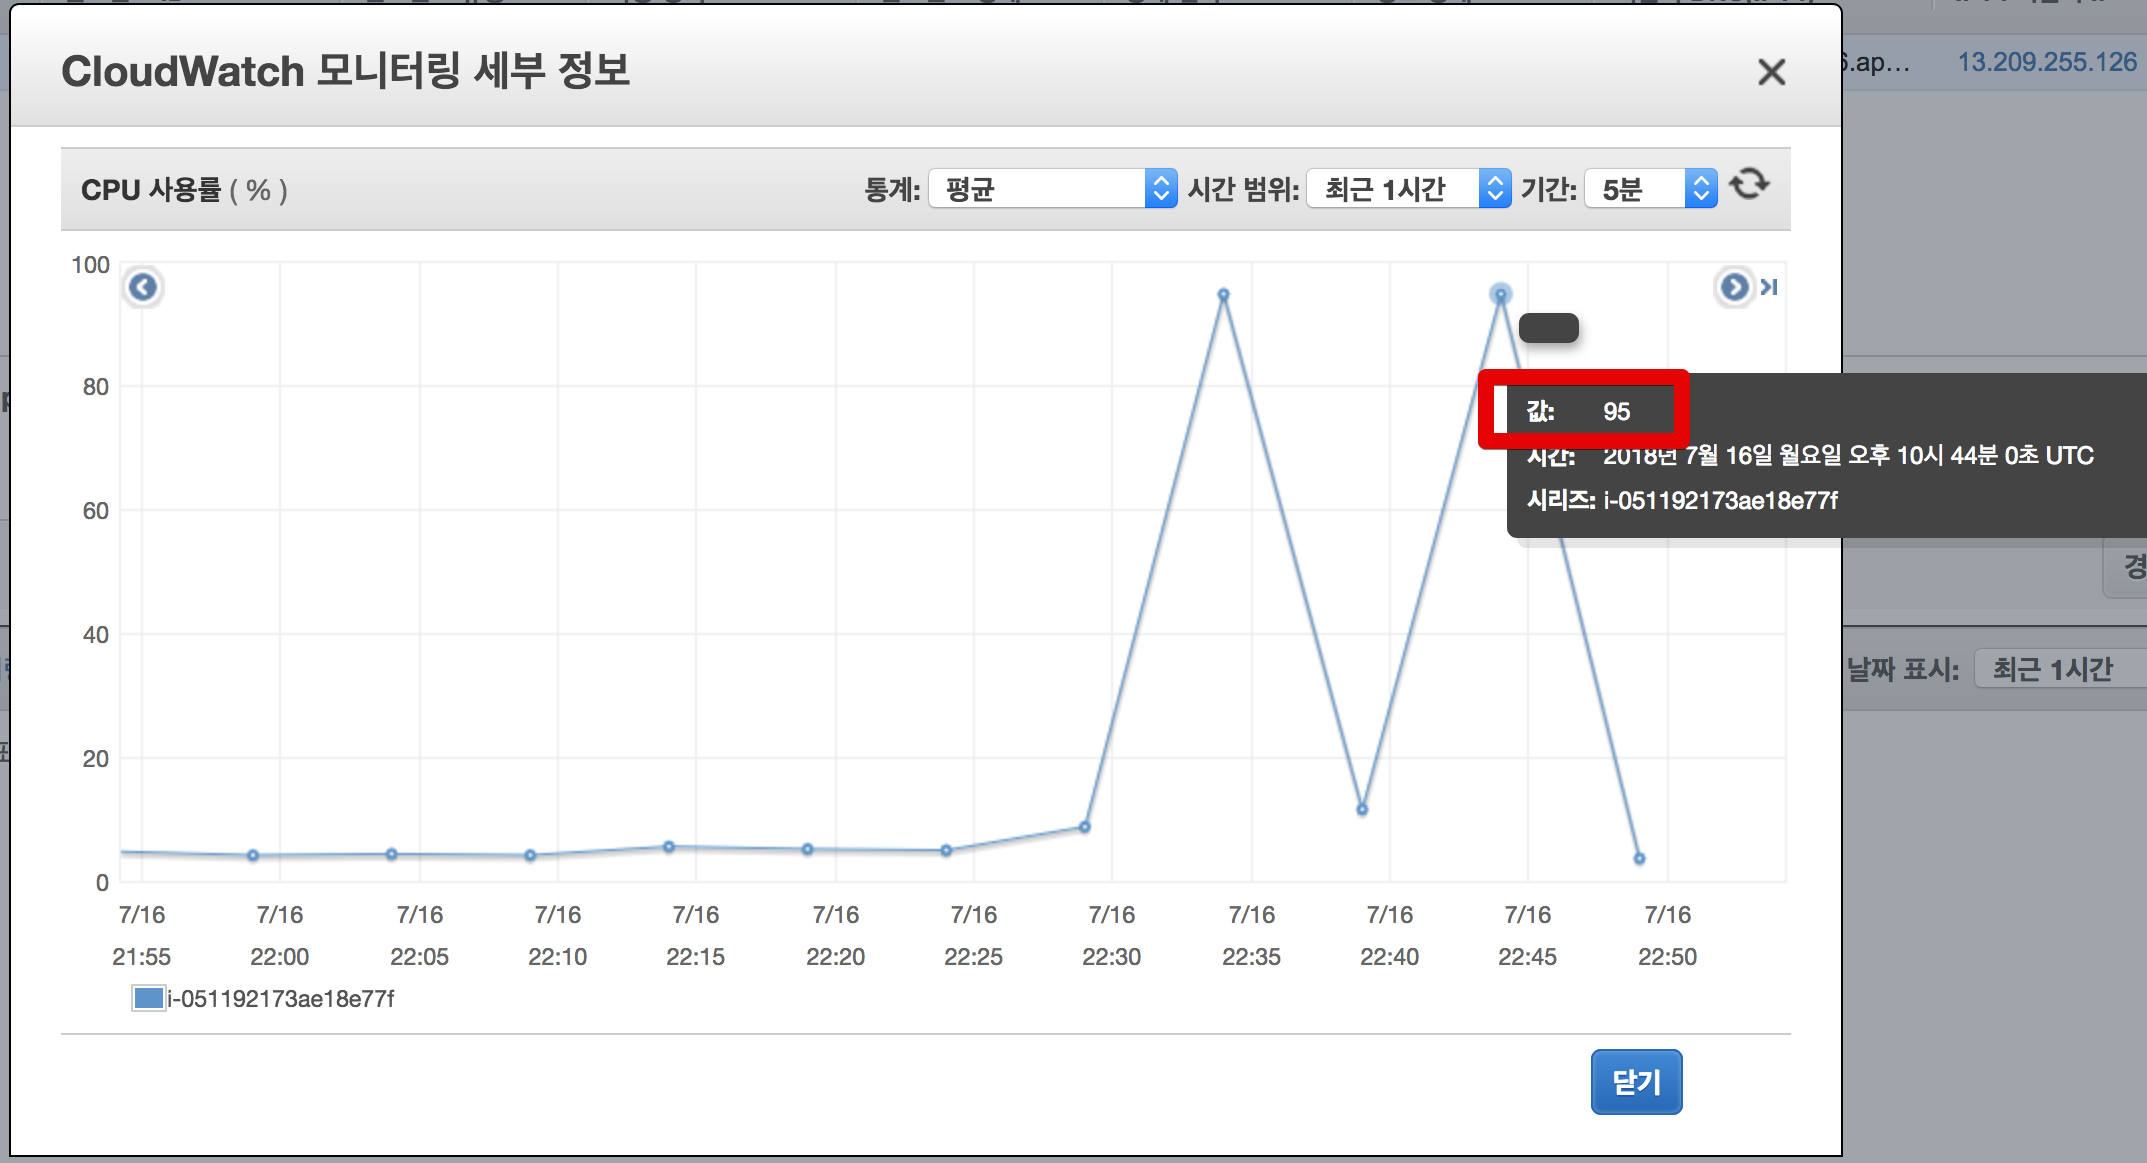 6.ap...
13.209.255.126
CloudWatch 모니터링 세부 정보
CPU 사용률 ( % )
통계: 평균 시간 범위: 최근 1시간 기간: 5분
100
80
60
40
20
0
값: 95
시간: 2018년 7월 16일 월요일 오후 10시 44분 0초 UTC
시리즈: i-051192173ae18e77f
경
날짜 표시: 최근 1시간
7/16 7/16 7/16 7/16 7/16 7/16 7/16 7/16 7/16 7/16 7/16 7/16
21:55 22:00 22:05 22:10 22:15 22:20 22:25 22:30 22:35 22:40 22:45 22:50
i-051192173ae18e77f
닫기